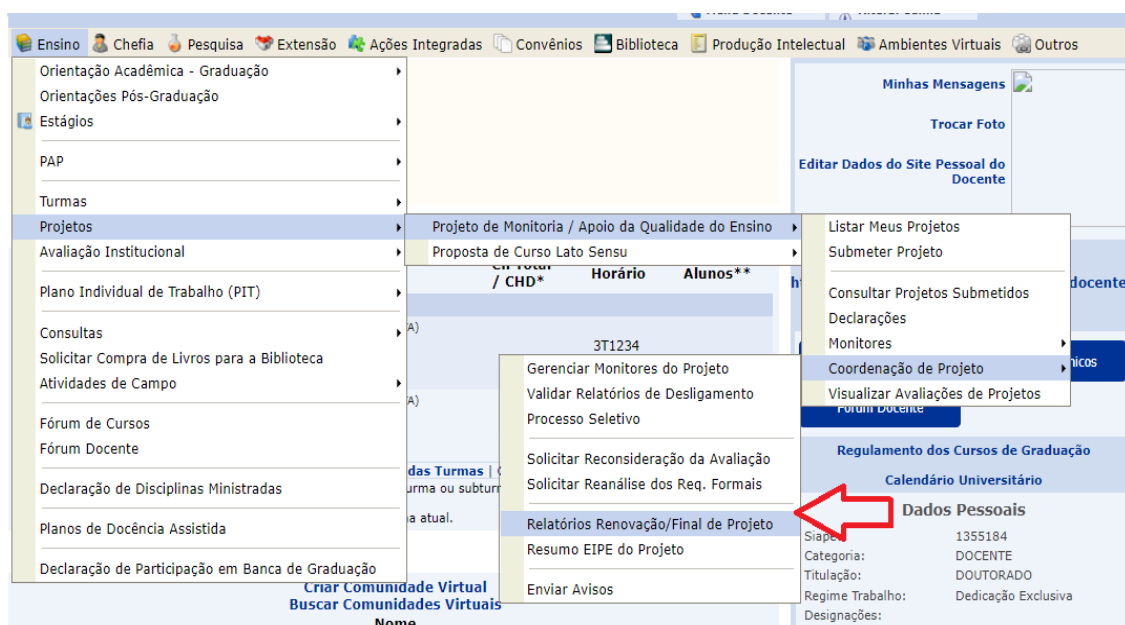 Ensino Chefia Pesquisa Extensão Ações Integradas Convênios Biblioteca Produção Intelectual Ambientes Virtuais Outros
Orientação Acadêmica - Graduação
Orientações Pós-Graduação
Estágios
PAP
Turmas
Projetos
Avaliação Institucional
Plano Individual de Trabalho (PIT)
Consultas
Solicitar Compra de Livros para a Biblioteca
Atividades de Campo
Fórum de Cursos
Fórum Docente
Declaração de Disciplinas Ministradas
Planos de Docência Assistida
Declaração de Participação em Banca de Graduação
Projeto de Monitoria / Apoio da Qualidade do Ensino
Proposta de Curso Lato Sensu
Listar Meus Projetos
Submeter Projeto
Consultar Projetos Submetidos
Declarações
Monitores
Coordenação de Projeto
Visualizar Avaliações de Projetos
Gerenciar Monitores do Projeto
Validar Relatórios de Desligamento
Processo Seletivo
Solicitar Reconsideração da Avaliação
Solicitar Reanálise dos Req. Formais
Relatórios Renovação/Final de Projeto
Resumo EIPE do Projeto
Enviar Avisos
/ CHD* Horário Alunos**
3T1234
das Turmas |
a atual.
Criar Comunidade Virtual
Buscar Comunidades Virtuais
Nome
Minhas Mensagens
Trocar Foto
Editar Dados do Site Pessoal do
Docente
docente
Fórum Docente
Regulamento dos Cursos de Graduação
Calendário Universitário
Dados Pessoais
Siape: 1355184
Categoria: DOCENTE
Titulação: DOUTORADO
Regime Trabalho: Dedicação Exclusiva
Designações: